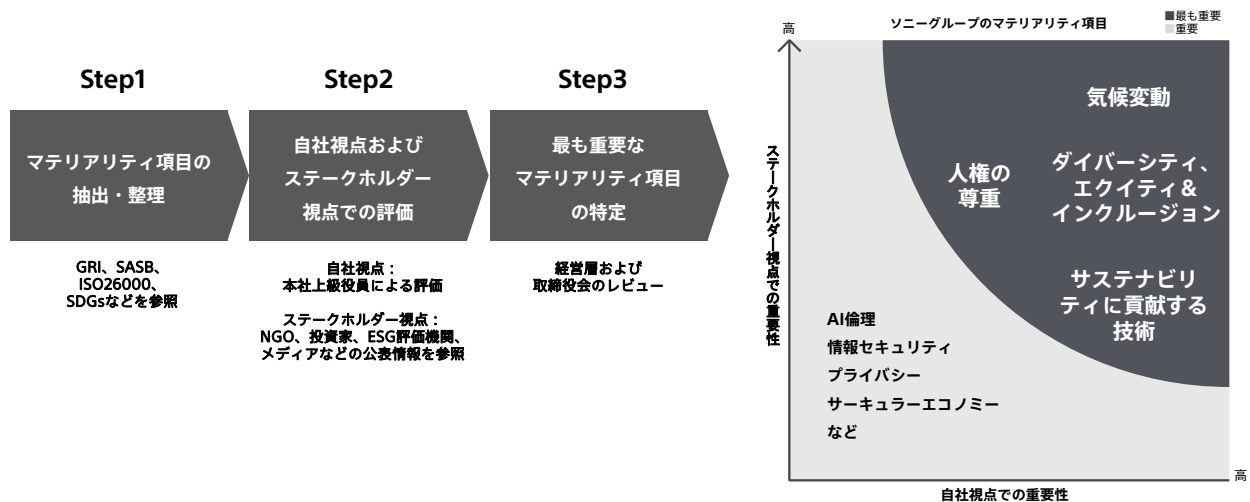 Step1
マテリアリティ項目の
抽出・整理
GRI、SASB、
ISO26000、
SDGsなどを参照
Step2
自社視点および
ステークホルダー
視点での評価
自社視点：
本社上級役員による評価
ステークホルダー視点：
NGO、投資家、ESG評価機関、
メディアなどの公表情報を参照
Step3
最も重要な
マテリアリティ項目
の特定
経営層および
取締役会のレビュー
ソニーグループのマテリアリティ項目
■最も重要
■重要
高
ステークホルダー視点での重要性
気候変動
人権の
尊重
ダイバーシティ、
エクイティ＆
インクルージョン
サステナビリ
ティに貢献する
技術
AI倫理
情報セキュリティ
プライバシー
サーキュラーエコノミー
など
高
自社視点での重要性